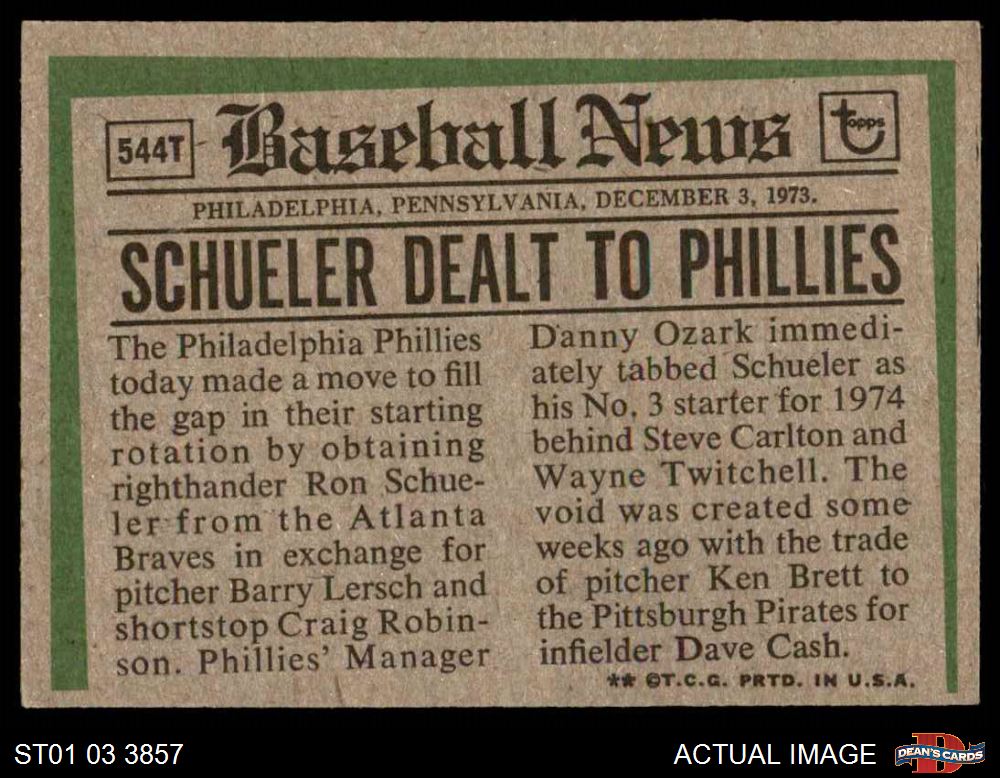 544T
Baseball News
topps
PHILADELPHIA, PENNSYLVANIA, DECEMBER 3, 1973.
SCHUELER DEALT TO PHILLIES
The Philadelphia Phillies
today made a move to fill
the gap in their starting
rotation by obtaining
righthander Ron Schue-
ler from the Atlanta
Braves in exchange for
pitcher Barry Lersch and
shortstop Craig Robin-
son. Phillies' Manager
Danny Ozark immedi-
ately tabbed Schueler as
his No. 3 starter for 1974
behind Steve Carlton and
Wayne Twitchell. The
void was created some
weeks ago with the trade
of pitcher Ken Brett to
the Pittsburgh Pirates for
infielder Dave Cash.
** ©T.C.G. PRTD. IN U.S.A.
ST01 03 3857
ACTUAL IMAGE
D
DEAN'S CARDS